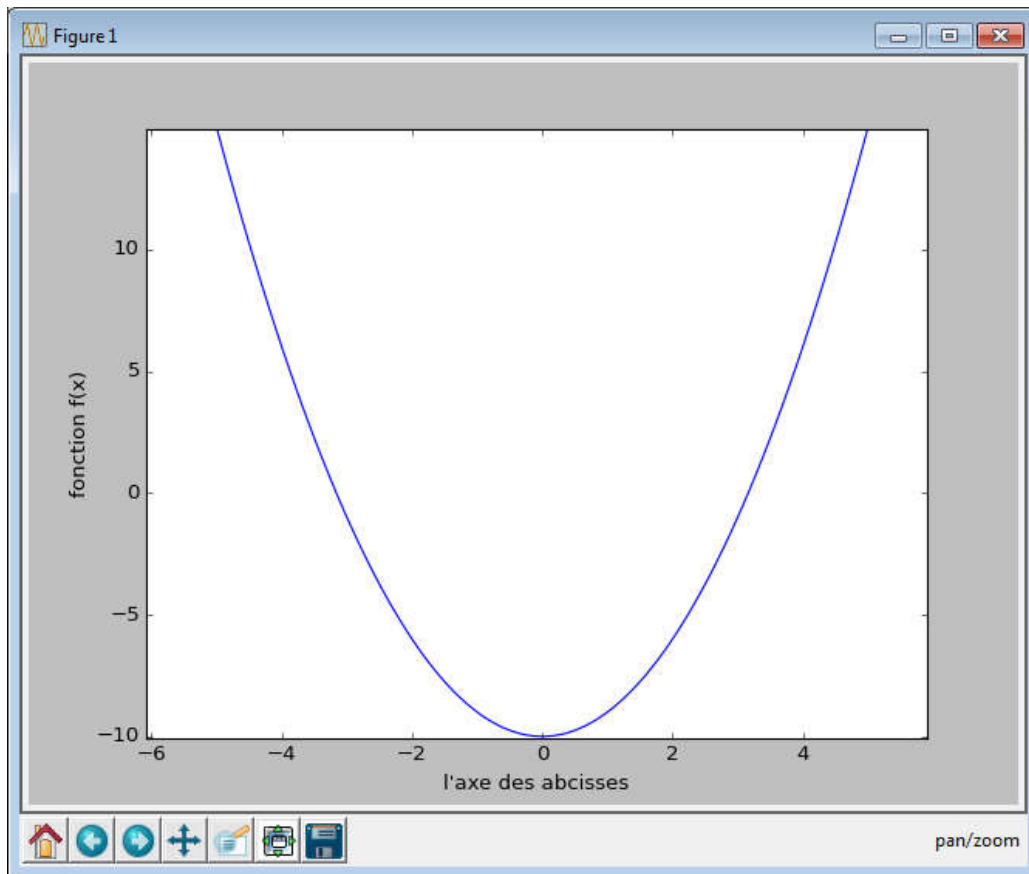 Figure 1
10
5
0
−5
−10
fonction f(x)
−6 −4 −2 0 2 4
l'axe des abcisses
pan/zoom